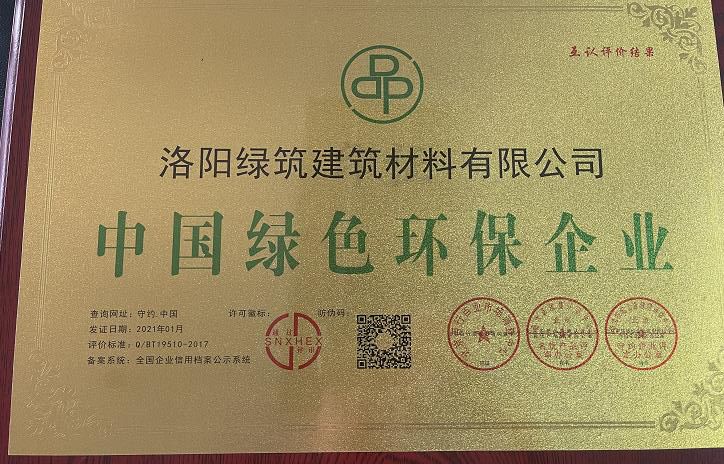 互认评价结果
洛阳绿筑建筑材料有限公司
中国绿色环保企业
查询网址：守约.中国
许可徽标：
防伪码：
发证日期：2021年01月
评价标准：Q/BT19510-2017
备案系统：全国企业信用档案公示系统
SNXHEX